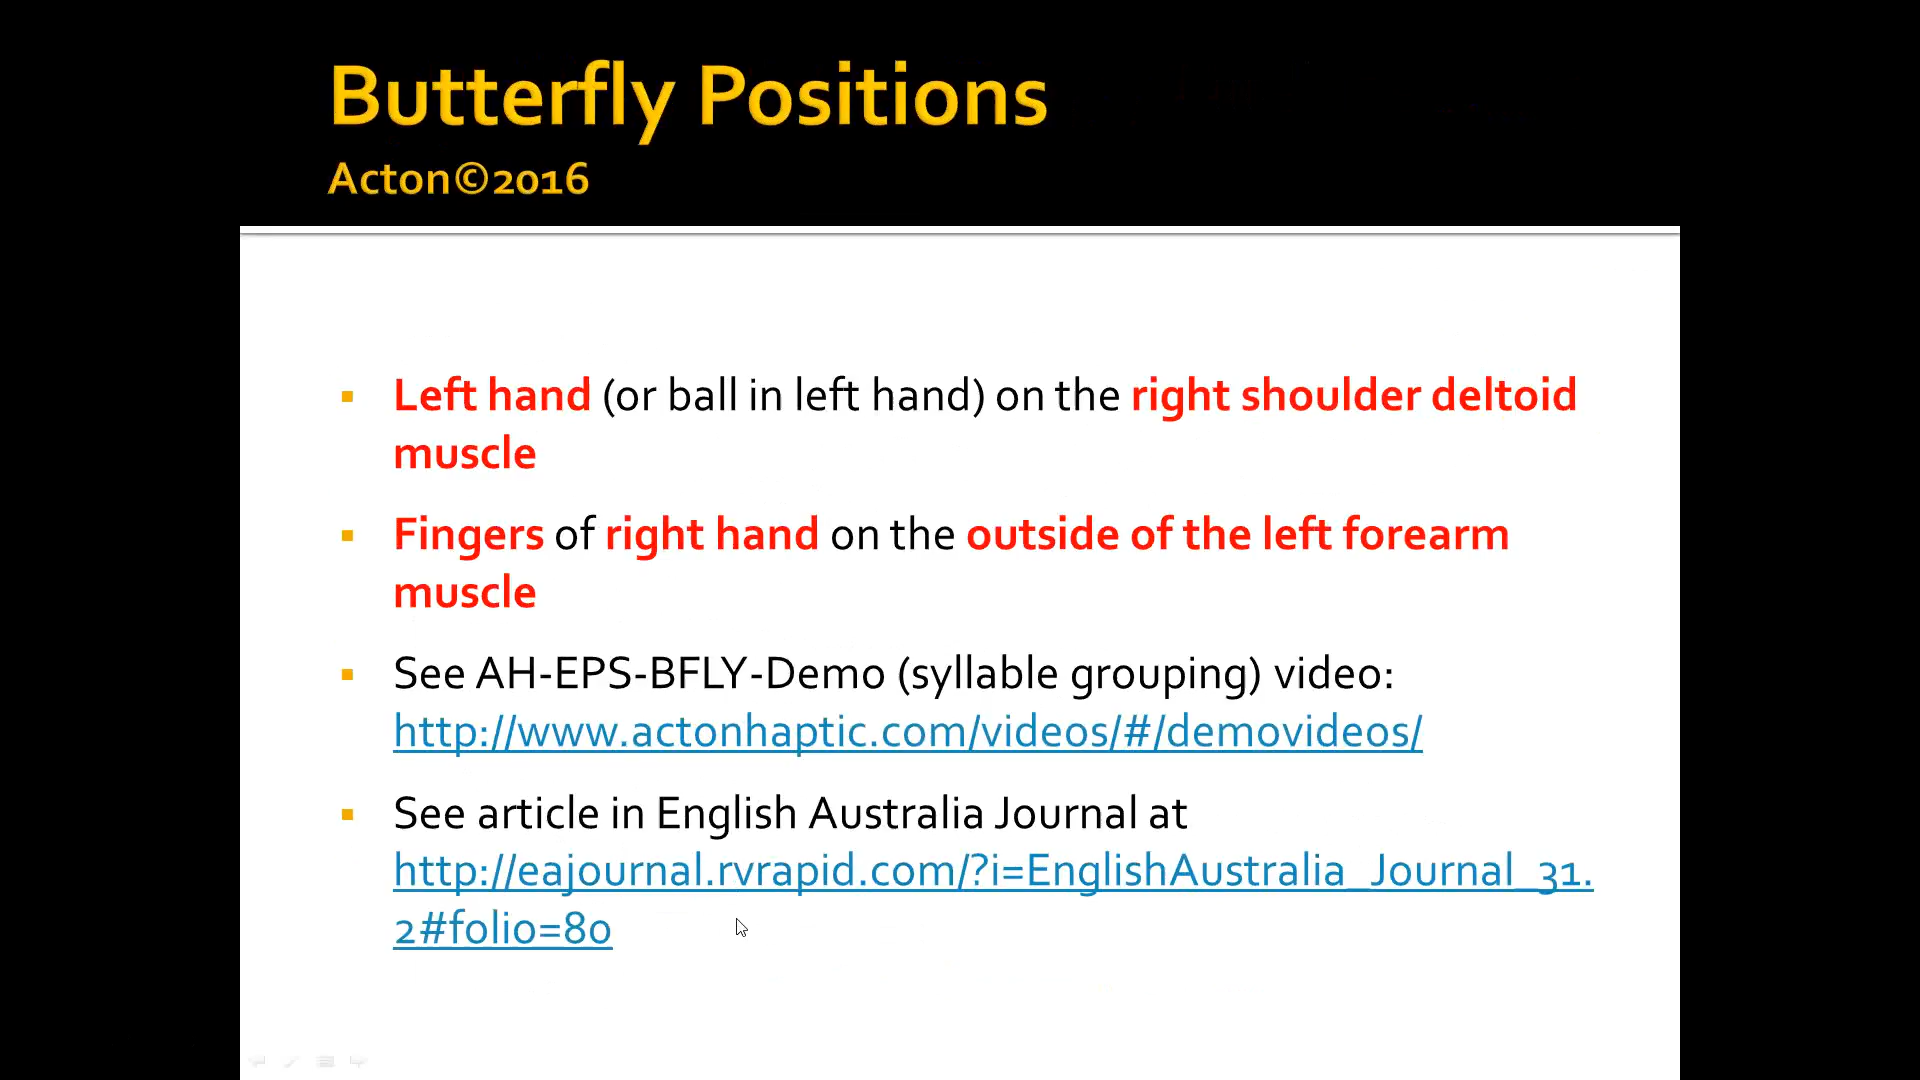 Butterfly Positions
Acton©2016
Left hand (or ball in left hand) on the right shoulder deltoid
muscle
Fingers of right hand on the outside of the left forearm
muscle
See AH-EPS-BFLY-Demo (syllable grouping) video:
http://www.actonhaptic.com/videos/#/demovideos/
See article in English Australia Journal at
http://eajournal.rvrapid.com/?i=EnglishAustralia_Journal_31.
2#folio=80